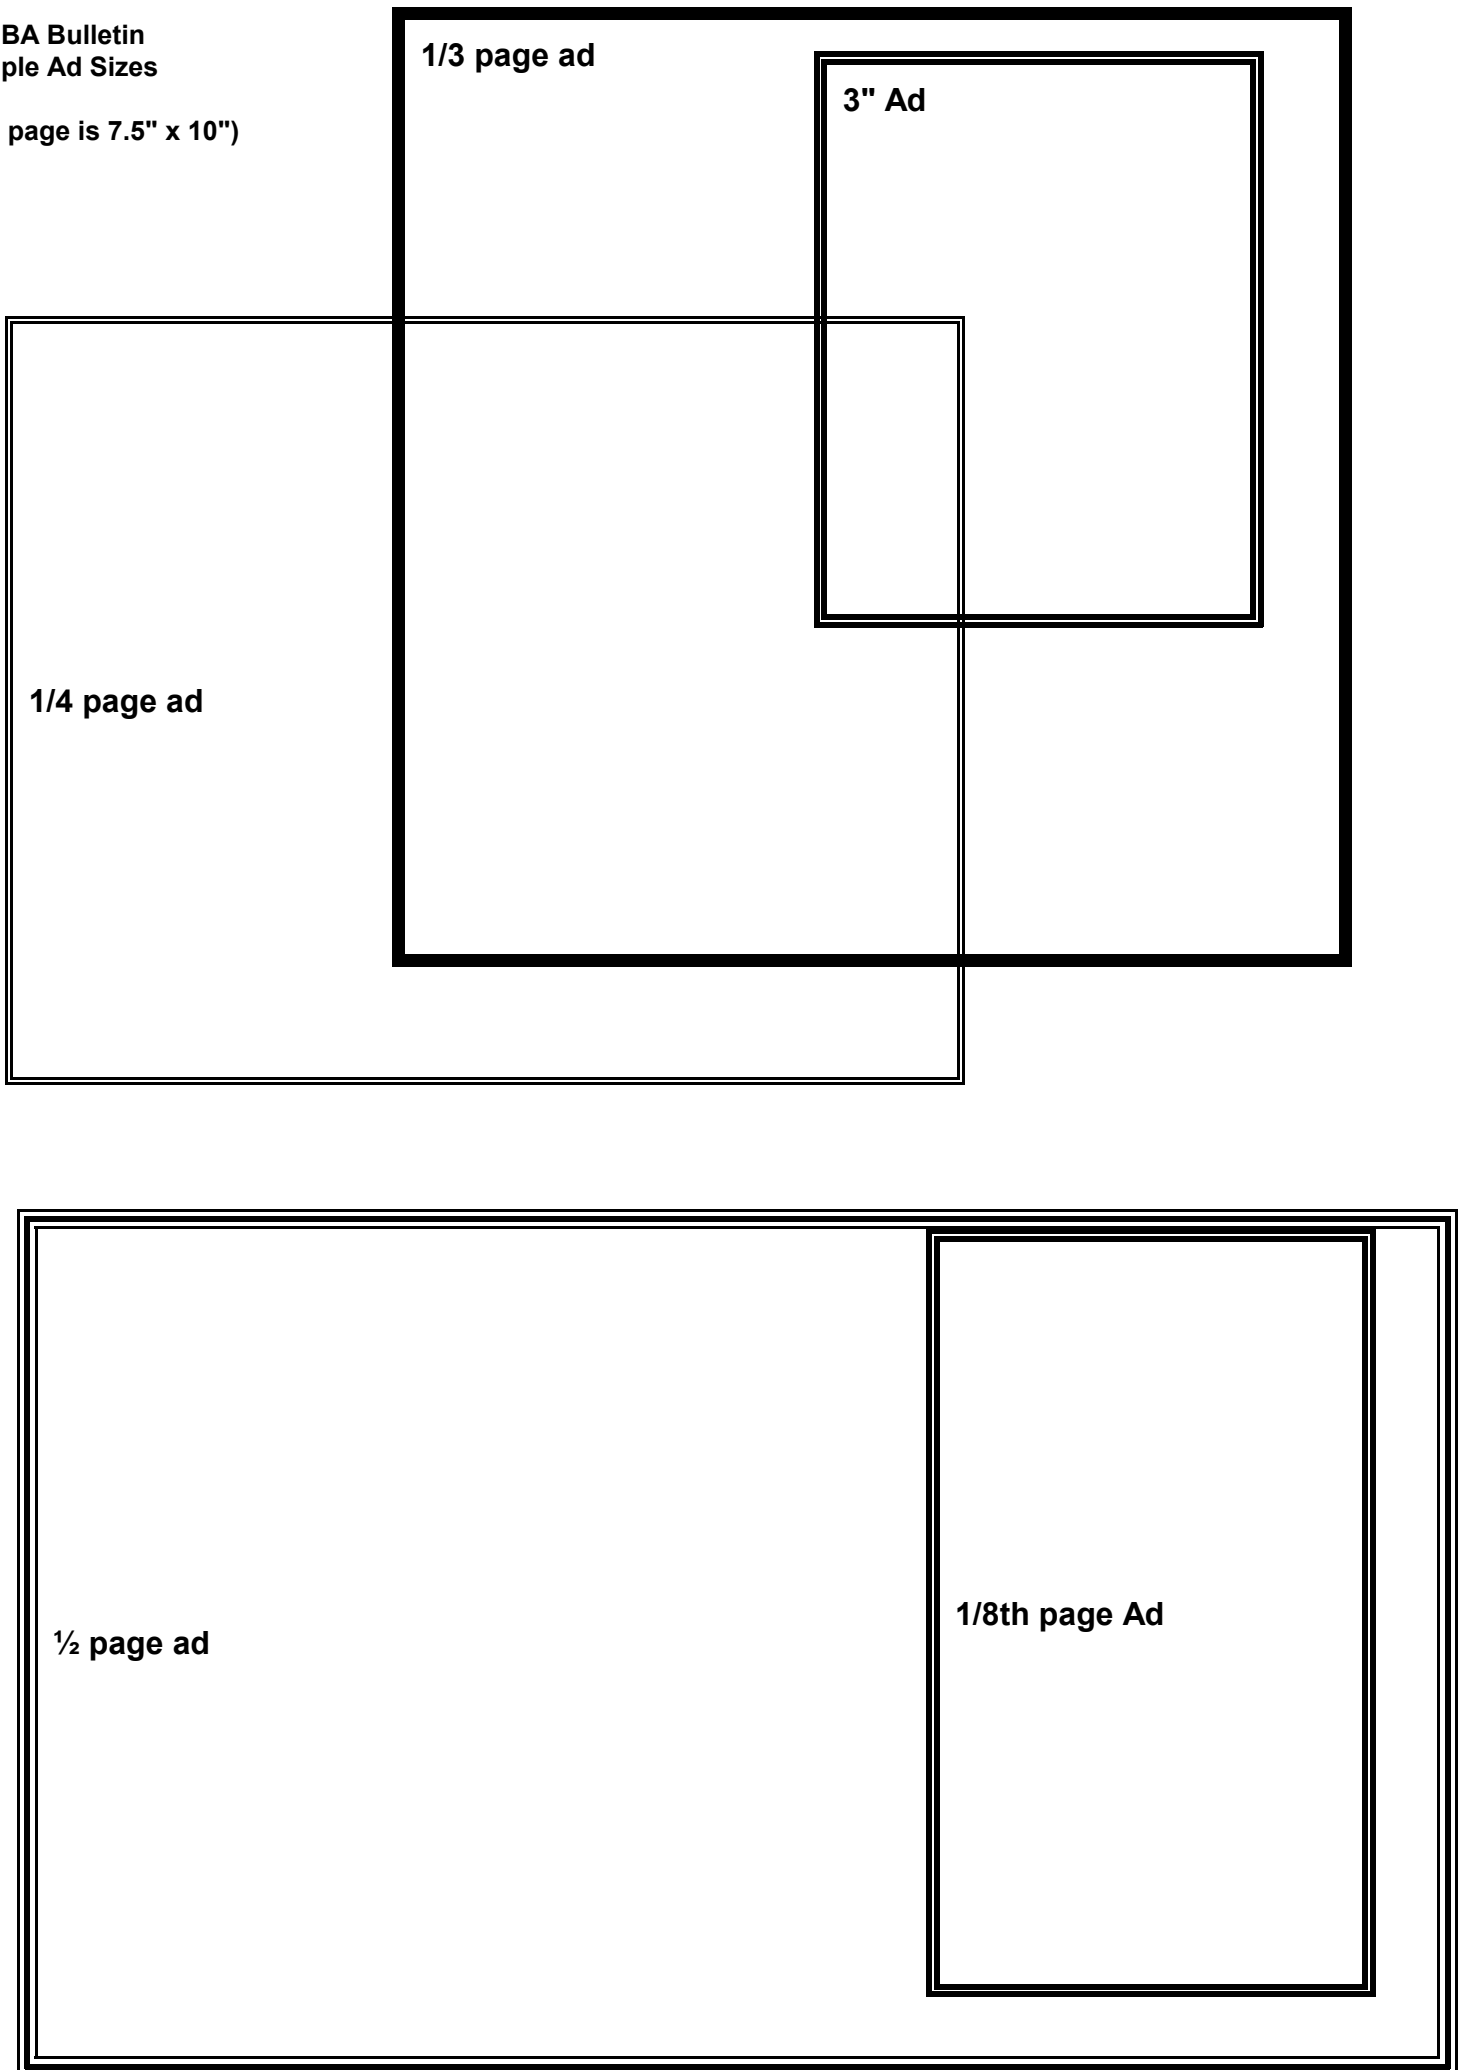 BA Bulletin
ple Ad Sizes
page is 7.5" x 10")
1/3 page ad
3" Ad
1/4 page ad
½ page ad
1/8th page Ad